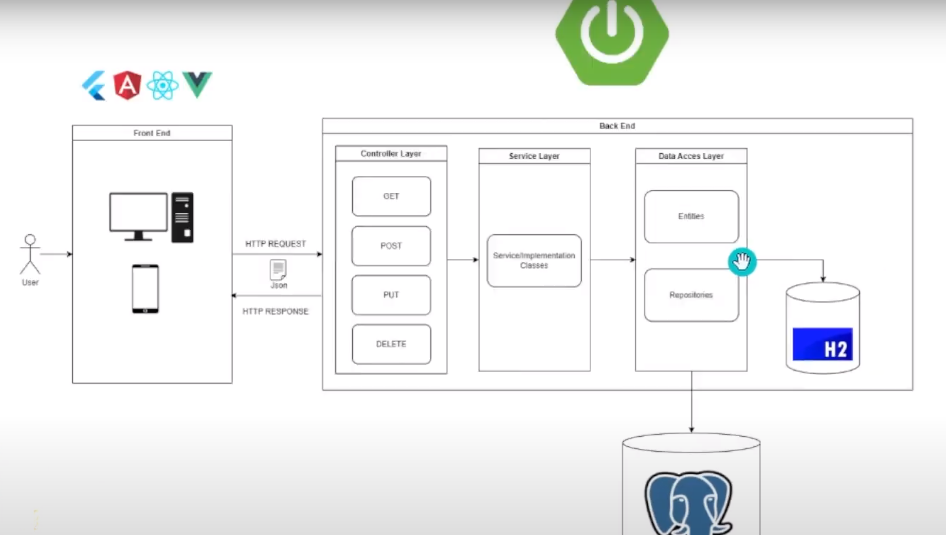 Front End
Back End
Controller Layer
Service Layer
Data Acces Layer
GET
POST
PUT
DELETE
Service/Implementation
Classes
Entities
Repositories
User
HTTP REQUEST
Json
HTTP RESPONSE
H2
A